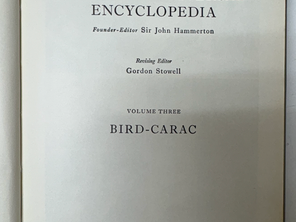 ENCYCLOPEDIA
Founder-Editor Sir John Hammerton
Revising Editor
Gordon Stowell
VOLUME THREE
BIRD-CARAC